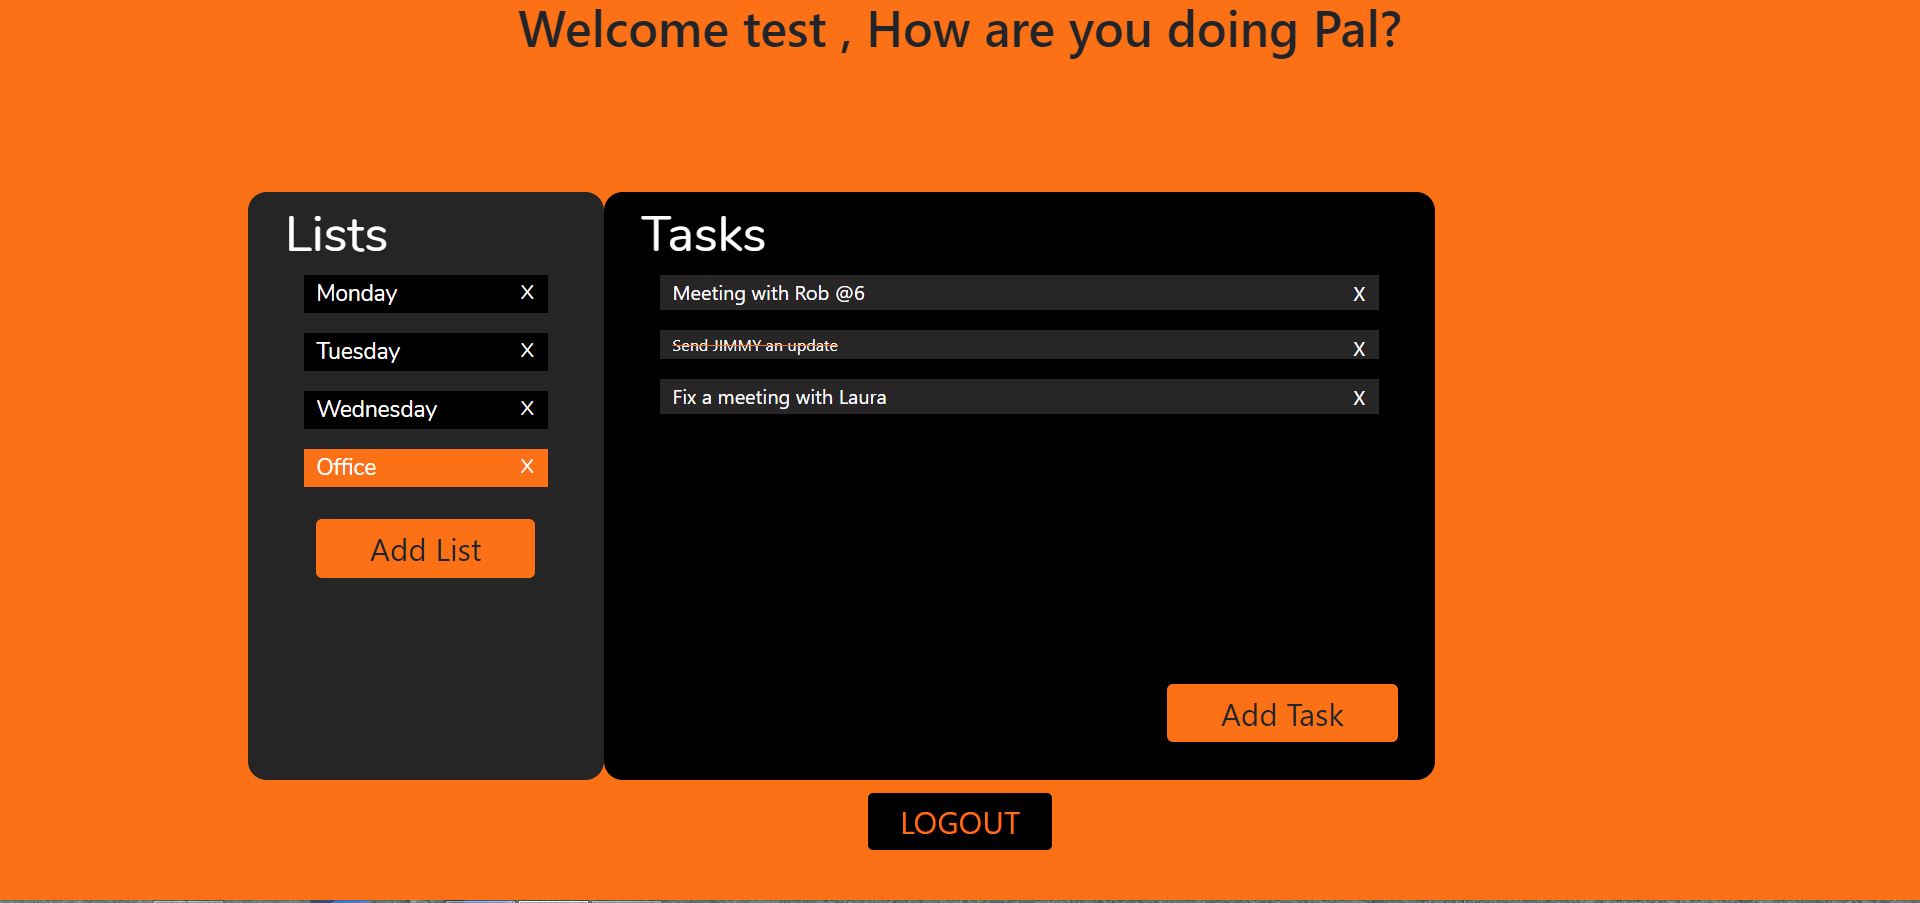 Welcome test , How are you doing Pal?
Lists
Monday X
Tuesday X
Wednesday X
Office X
Add List
Tasks
Meeting with Rob @6 X
Send JIMMY an update X
Fix a meeting with Laura X
Add Task
LOGOUT